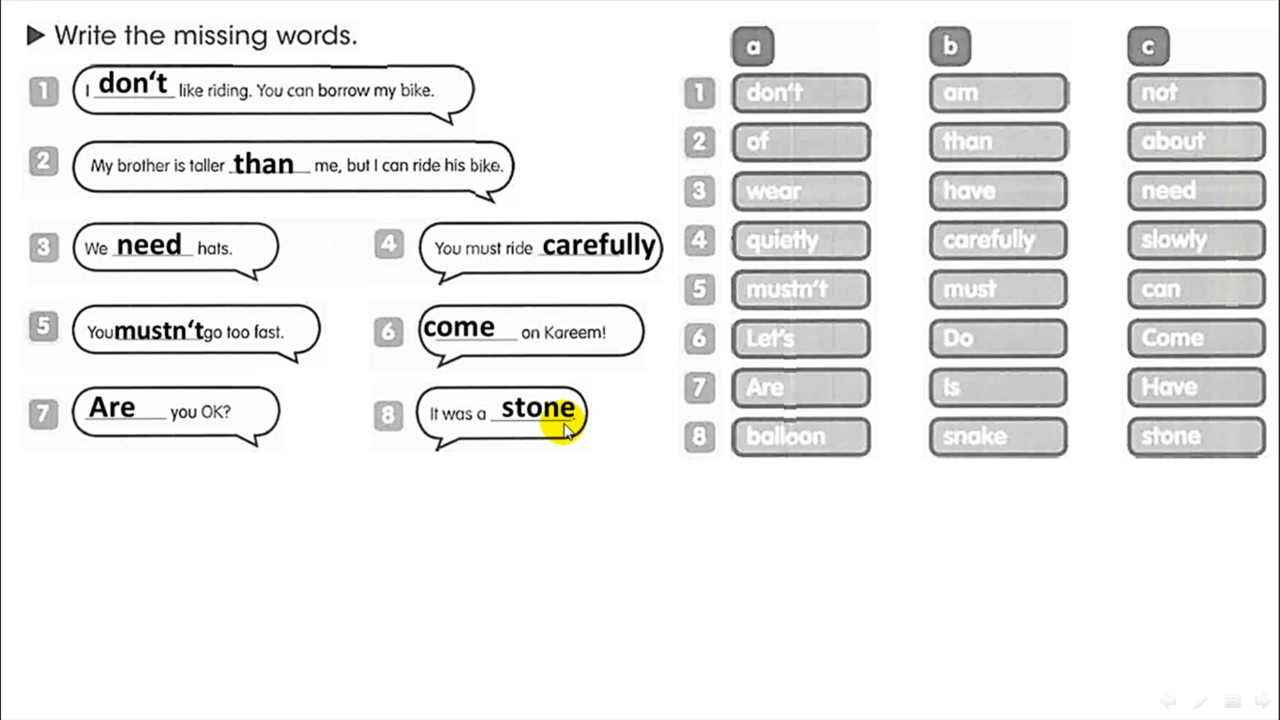 ▶ Write the missing words.
1 I don‘t like riding. You can borrow my bike.
2 My brother is taller than me, but I can ride his bike.
3 We need hats.
4 You must ride carefully
5 You mustn‘t go too fast.
6 come on Kareem!
7 Are you OK?
8 It was a stone.
a b c
1 don't am not
2 of than about
3 wear have need
4 quietly carefully slowly
5 mustn't must can
6 Let's Do Come
7 Are Is Have
8 balloon snake stone